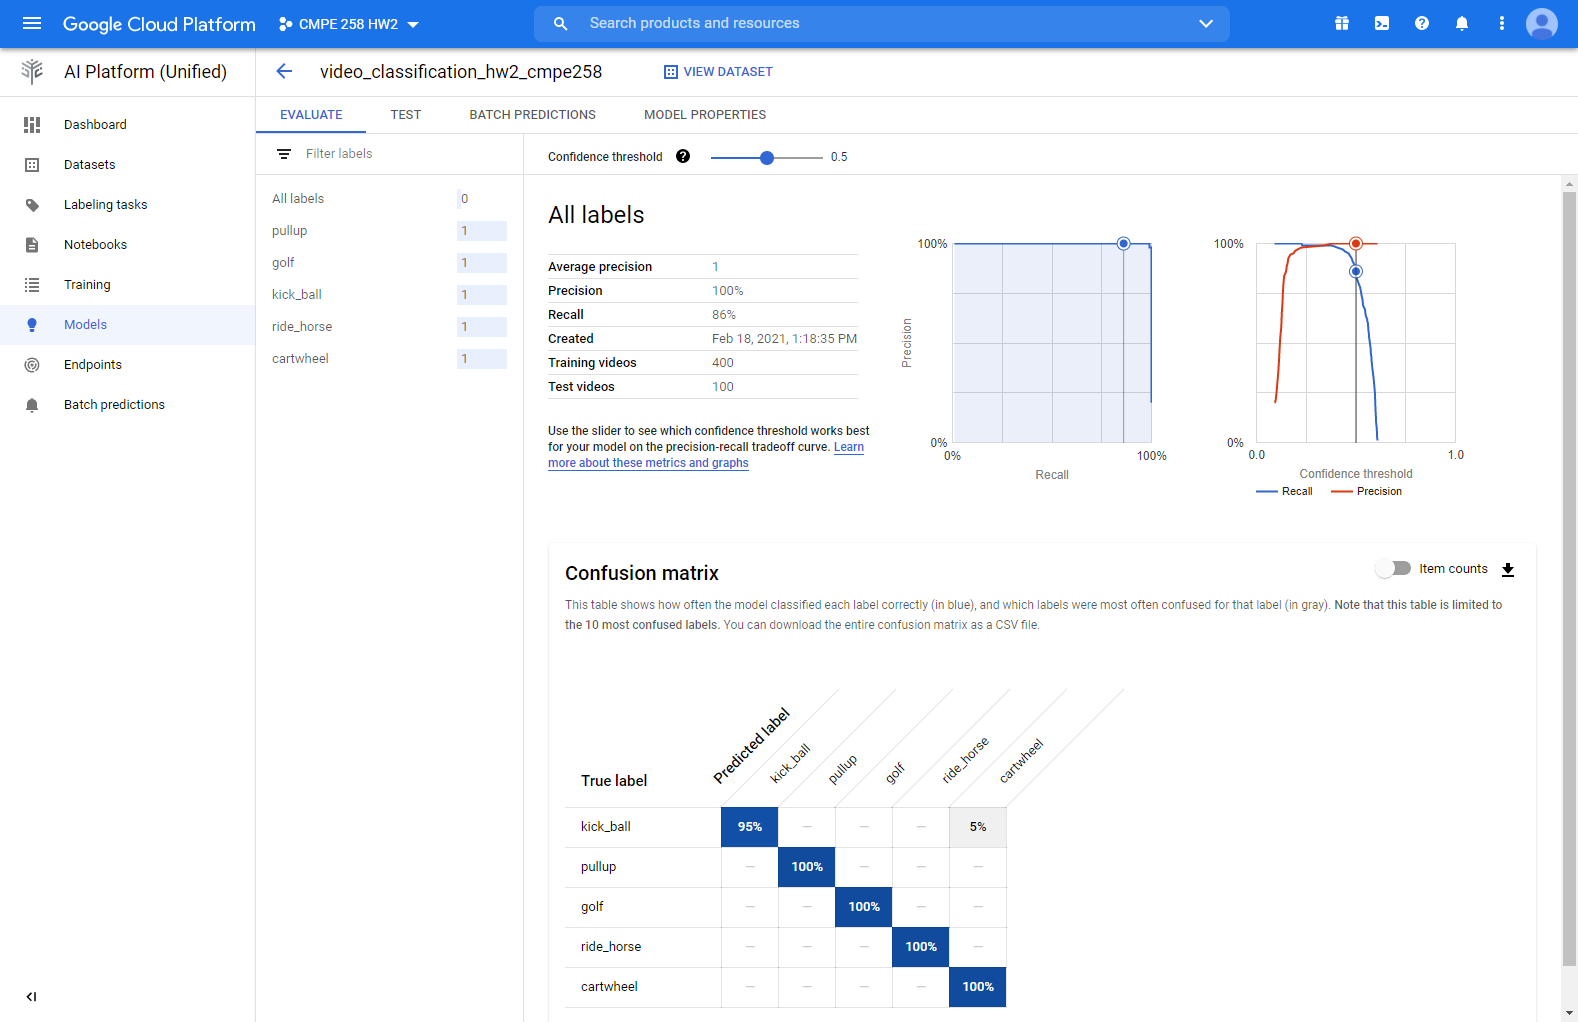 Google Cloud Platform
CMPE 258 HW2
Search products and resources
AI Platform (Unified)
video_classification_hw2_cmpe258
VIEW DATASET
Dashboard
Datasets
Labeling tasks
Notebooks
Training
Models
Endpoints
Batch predictions
EVALUATE
TEST
BATCH PREDICTIONS
MODEL PROPERTIES
Filter labels
All labels 0
pullup 1
golf 1
kick_ball 1
ride_horse 1
cartwheel 1
Confidence threshold ? 0.5
All labels
Average precision 1
Precision 100%
Recall 86%
Created Feb 18, 2021, 1:18:35 PM
Training videos 400
Test videos 100
Use the slider to see which confidence threshold works best
for your model on the precision-recall tradeoff curve. Learn
more about these metrics and graphs
100%
Precision
0%
0% 100%
Recall
100%
0%
0.0 1.0
Confidence threshold
Recall Precision
Confusion matrix
Item counts
This table shows how often the model classified each label correctly (in blue), and which labels were most often confused for that label (in gray). Note that this table is limited to
the 10 most confused labels. You can download the entire confusion matrix as a CSV file.
True label
Predicted label
kick_ball
pullup
golf
ride_horse
cartwheel
kick_ball 95% — — — 5%
pullup — 100% — — —
golf — — 100% — —
ride_horse — — — 100% —
cartwheel — — — — 100%